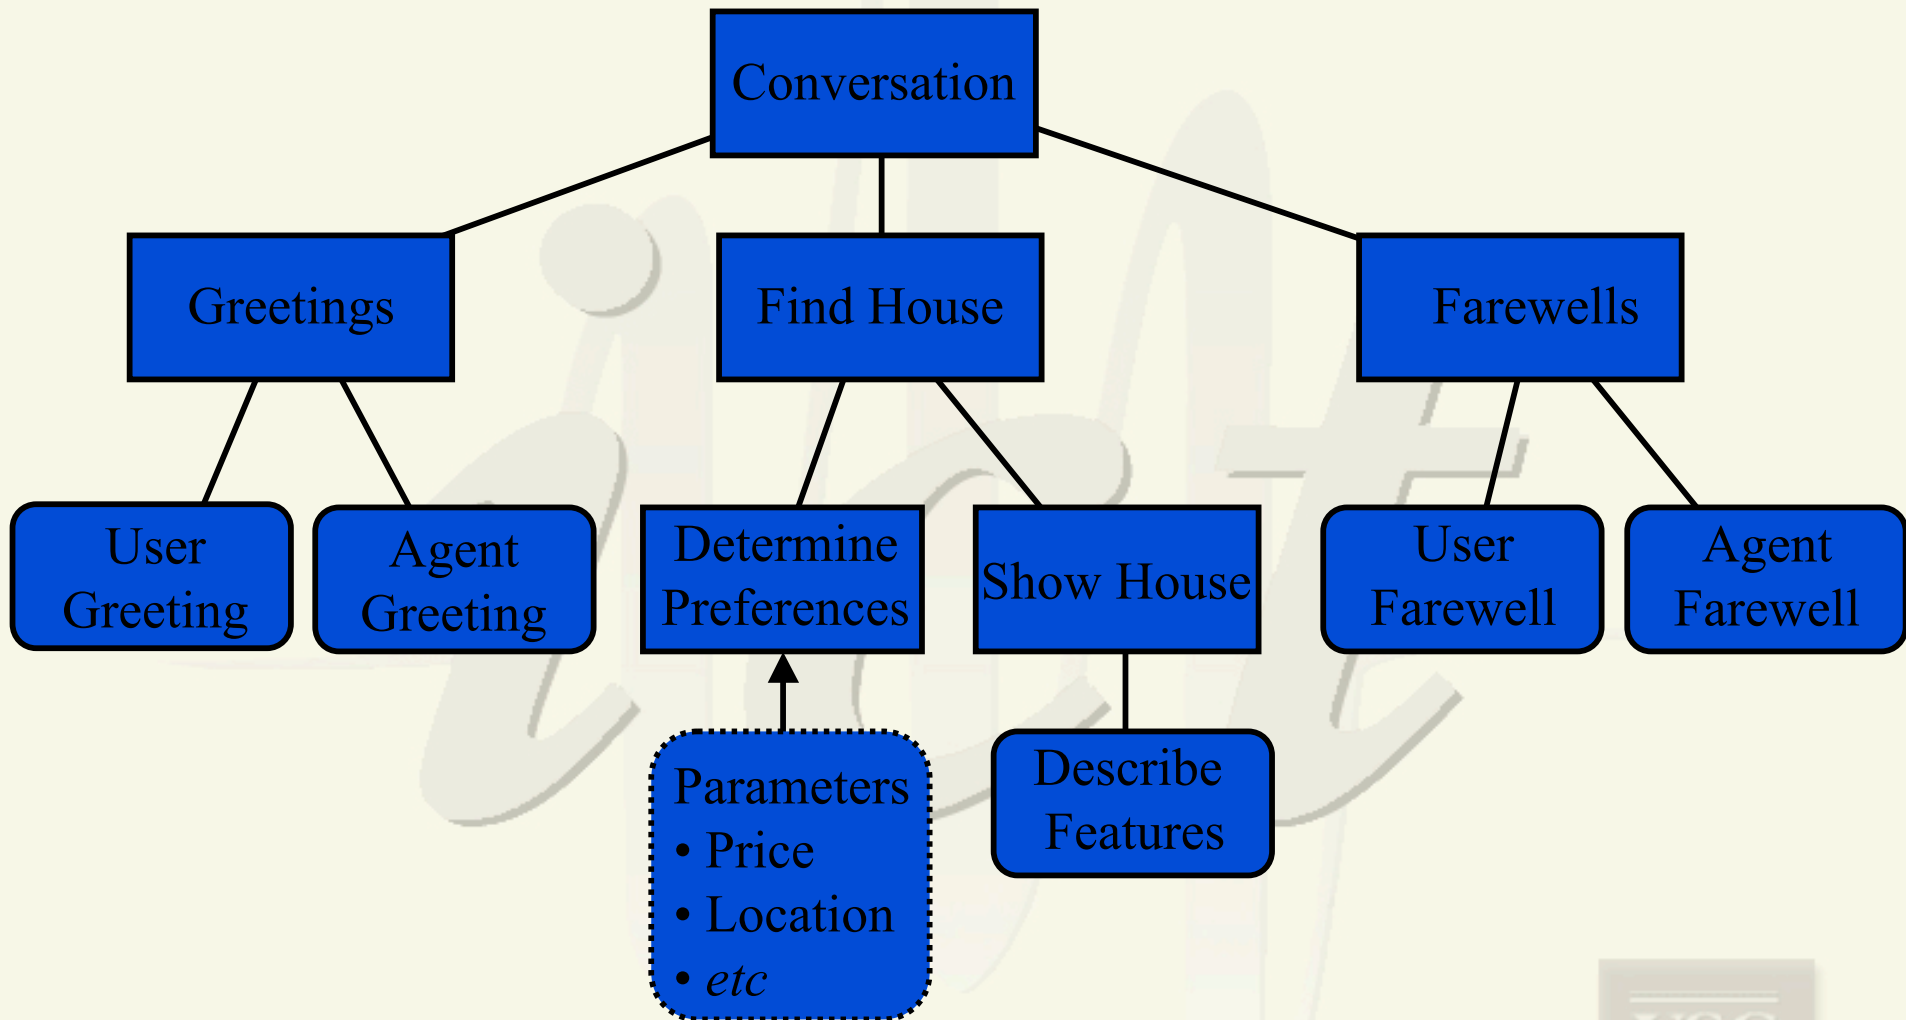 Conversation
Greetings
Find House
Farewells
User
Greeting
Agent
Greeting
Determine
Preferences
Show House
User
Farewell
Agent
Farewell
Parameters
• Price
• Location
• etc
Describe
Features
ict